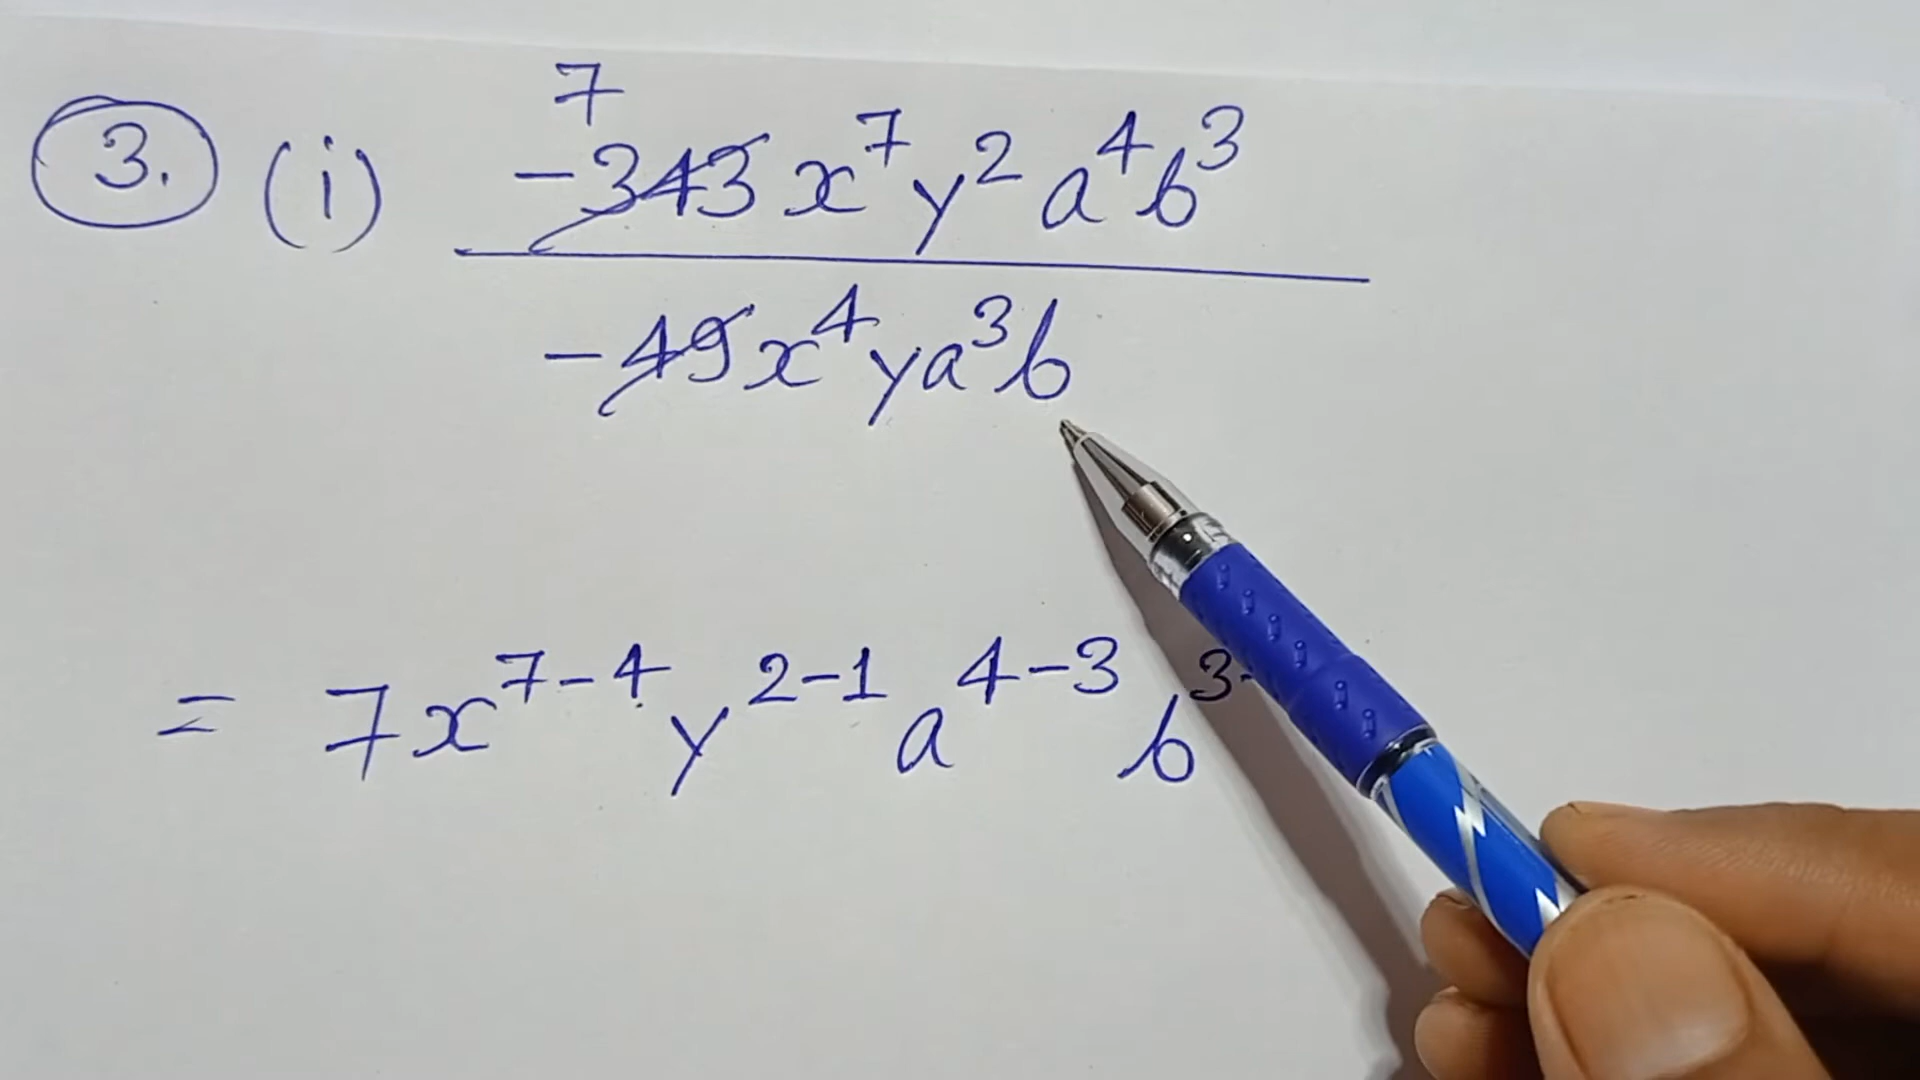 7
3. (i) -343x⁷y²a⁴b³
-49x⁴ya³b
= 7x⁷⁻⁴y²⁻¹a⁴⁻³b³⁻